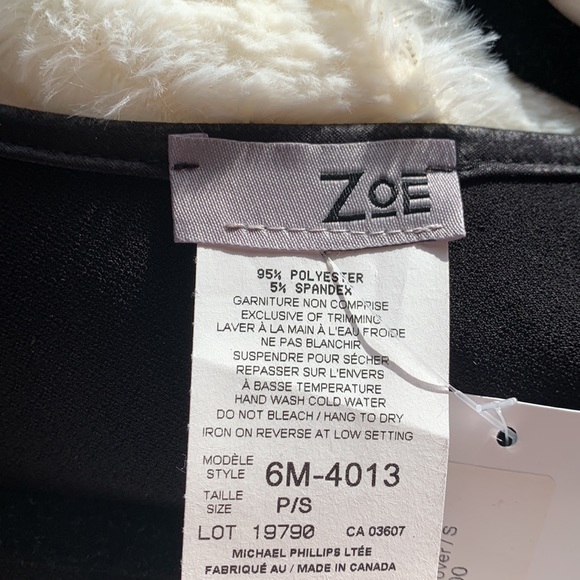 ZOE
95% POLYESTER
5% SPANDEX
GARNITURE NON COMPRISE
EXCLUSIVE OF TRIMMING
LAVER À LA MAIN À L'EAU FROIDE
NE PAS BLANCHIR
SUSPENDRE POUR SÉCHER
REPASSER SUR L'ENVERS
À BASSE TEMPERATURE
HAND WASH COLD WATER
DO NOT BLEACH / HANG TO DRY
IRON ON REVERSE AT LOW SETTING
MODÈLE
STYLE 6M-4013
TAILLE
SIZE P/S
LOT 19790 CA 03607
MICHAEL PHILLIPS LTÉE
FABRIQUÉ AU / MADE IN CANADA
over / S